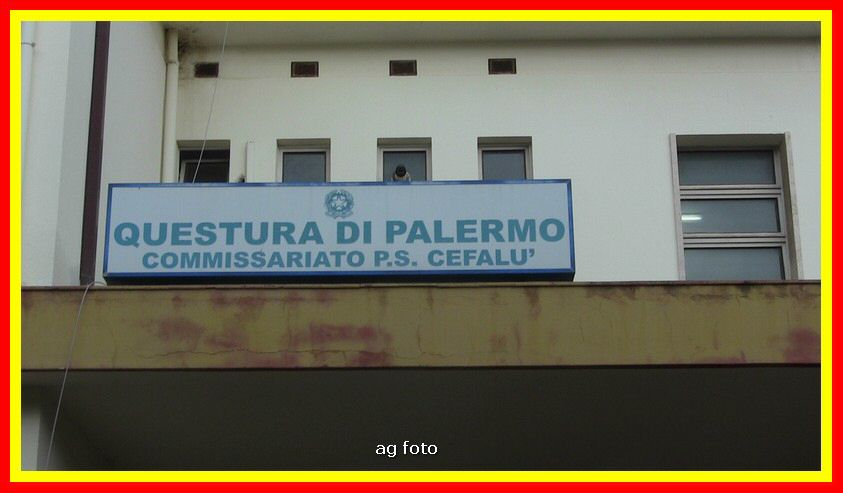 QUESTURA DI PALERMO
COMMISSARIATO P.S. CEFALU'
ag foto